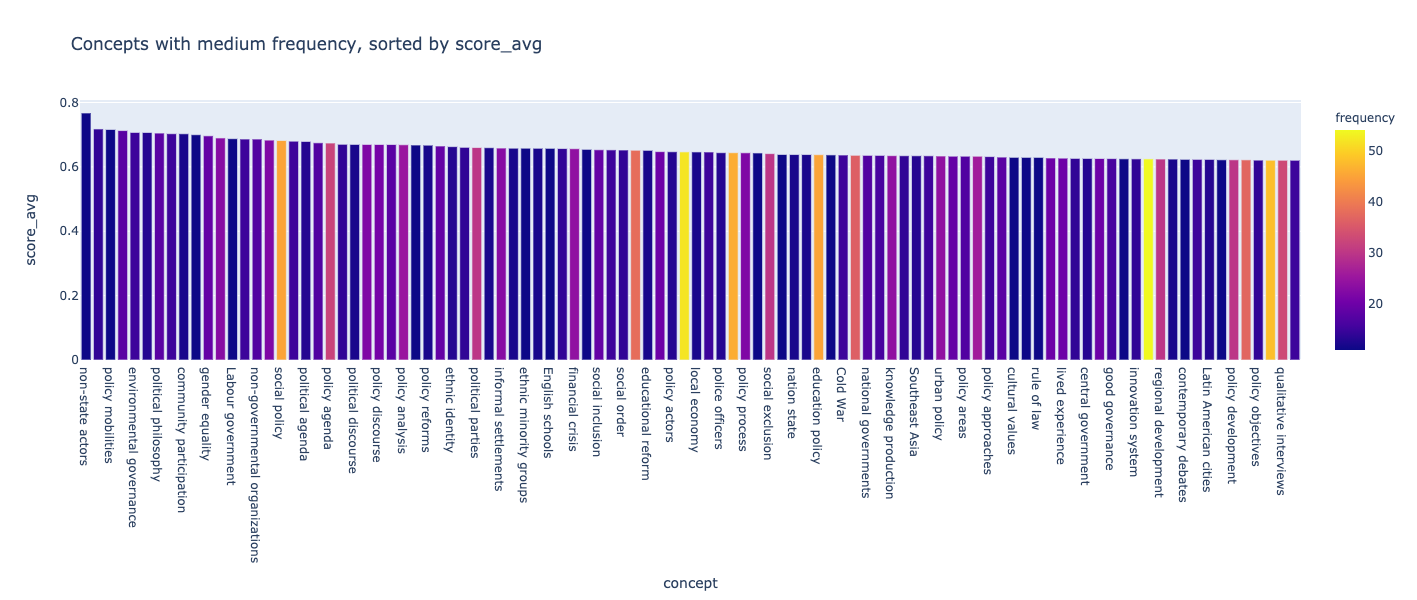 Concepts with medium frequency, sorted by score_avg
frequency
50
40
30
20
score_avg
0.8
0.6
0.4
0.2
0
non-state actors
policy mobilities
environmental governance
political philosophy
community participation
gender equality
Labour government
non-governmental organizations
social policy
political agenda
policy agenda
political discourse
policy discourse
policy analysis
policy reforms
ethnic identity
political parties
informal settlements
ethnic minority groups
English schools
financial crisis
social inclusion
social order
educational reform
policy actors
local economy
police officers
policy process
social exclusion
nation state
education policy
Cold War
national governments
knowledge production
Southeast Asia
urban policy
policy areas
policy approaches
cultural values
rule of law
lived experience
central government
good governance
innovation system
regional development
contemporary debates
Latin American cities
policy development
policy objectives
qualitative interviews
concept